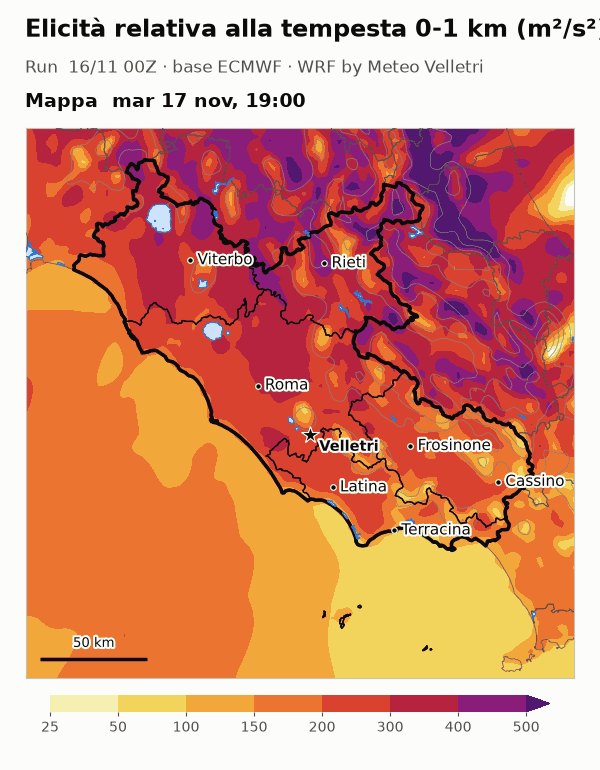 Elicità relativa alla tempesta 0-1 km (m²/s²)
Run 16/11 00Z · base ECMWF · WRF by Meteo Velletri
Mappa mar 17 nov, 19:00
Viterbo
Rieti
Roma
Velletri
Frosinone
Cassino
Latina
Terracina
50 km
25 50 100 150 200 300 400 500